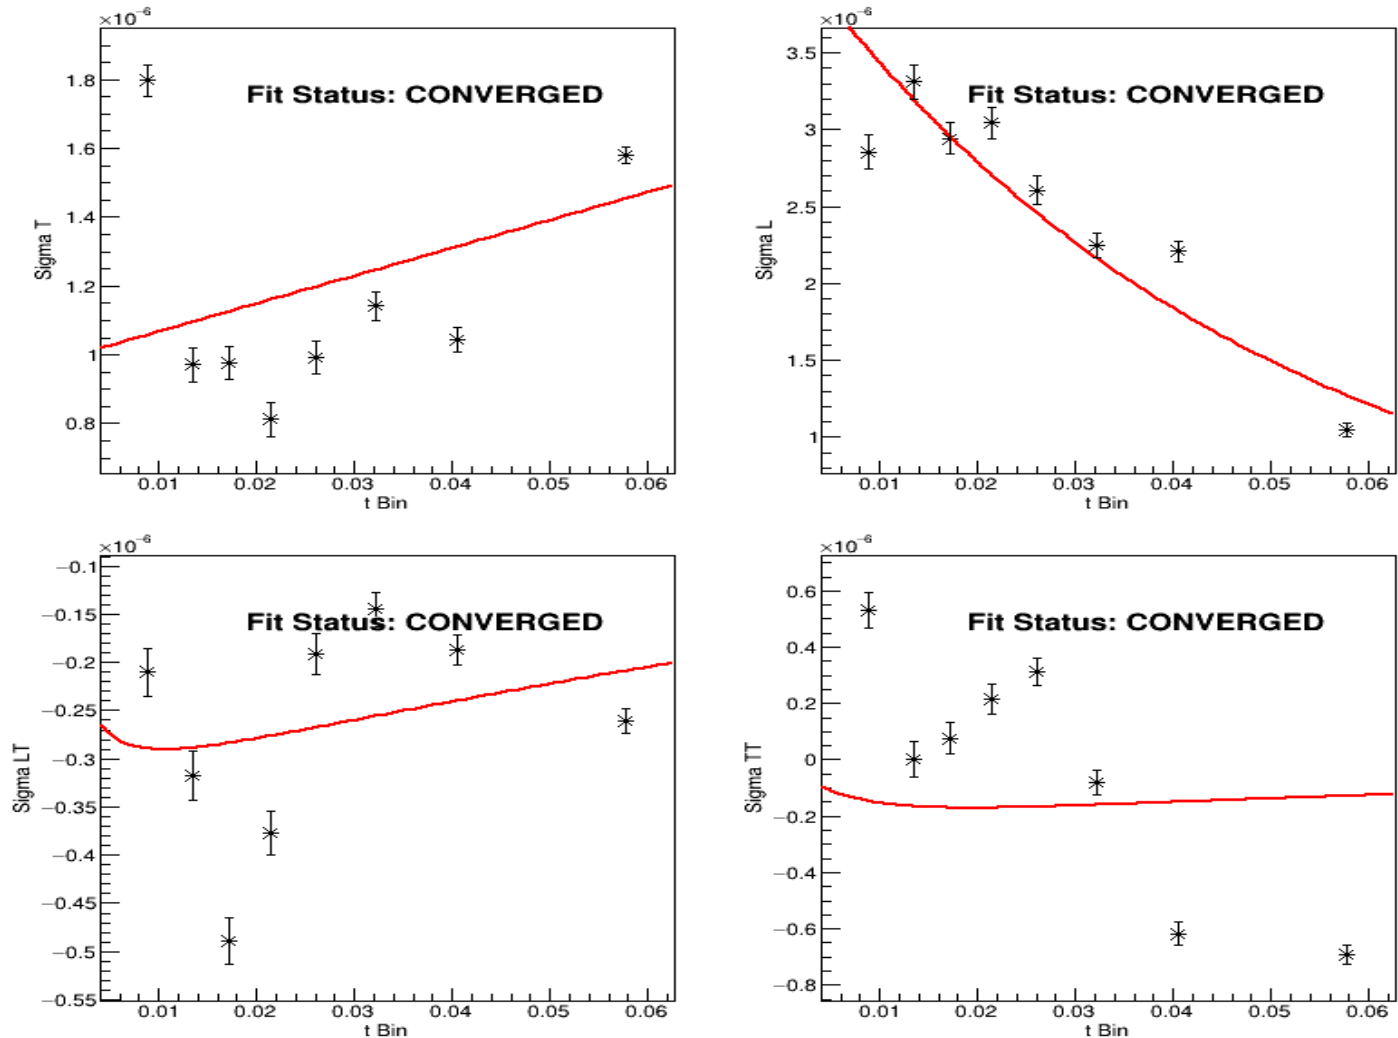 ×10⁻⁶
1.8
1.6
1.4
1.2
1
0.8
Sigma T
Fit Status: CONVERGED
0.01 0.02 0.03 0.04 0.05 0.06
t Bin
×10⁻⁶
3.5
3
2.5
2
1.5
1
Sigma L
Fit Status: CONVERGED
0.01 0.02 0.03 0.04 0.05 0.06
t Bin
×10⁻⁶
−0.1
−0.15
−0.2
−0.25
−0.3
−0.35
−0.4
−0.45
−0.5
−0.55
Sigma LT
Fit Status: CONVERGED
0.01 0.02 0.03 0.04 0.05 0.06
t Bin
×10⁻⁶
0.6
0.4
0.2
0
−0.2
−0.4
−0.6
−0.8
Sigma TT
Fit Status: CONVERGED
0.01 0.02 0.03 0.04 0.05 0.06
t Bin